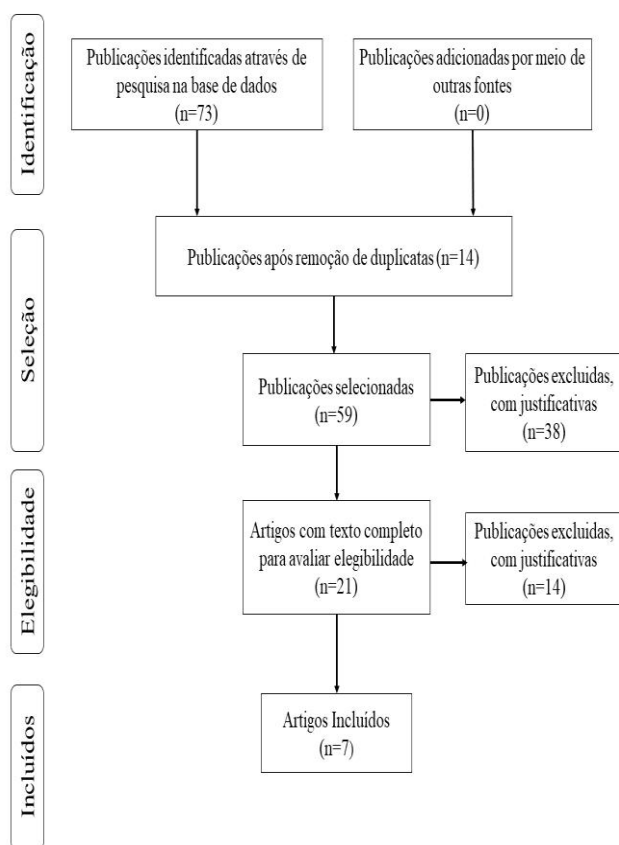 Identificação
Publicações identificadas através de
pesquisa na base de dados
(n=73)
Publicações adicionadas por meio de
outras fontes
(n=0)
Seleção
Publicações após remoção de duplicatas (n=14)
Publicações selecionadas
(n=59)
Publicações excluidas,
com justificativas
(n=38)
Elegibilidade
Artigos com texto completo
para avaliar elegibilidade
(n=21)
Publicações excluidas,
com justificativas
(n=14)
Incluídos
Artigos Incluídos
(n=7)